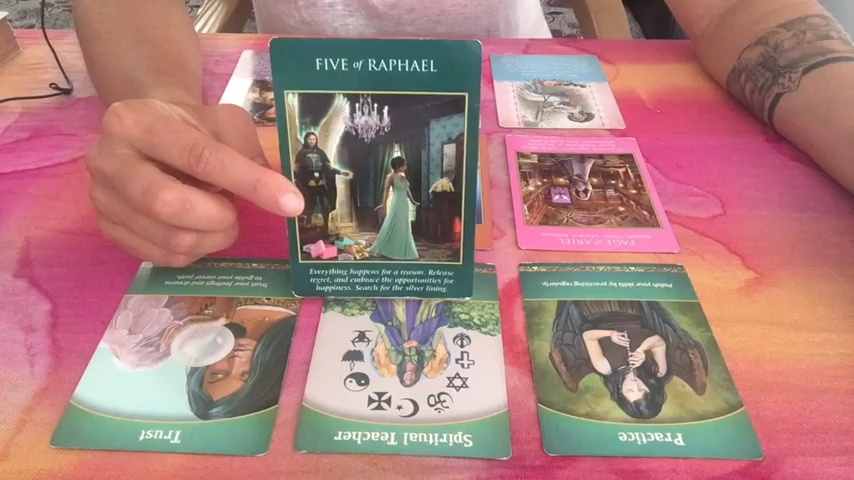 FIVE of RAPHAEL
Everything happens for a reason. Release
regret, and embrace the opportunities for
happiness. Search for the silver lining.
PAGE of ARIEL
Trust your feelings and dreams
to guide your career path.
Trust
Spiritual Teacher
Polish your skills by practicing regularly.
Practice